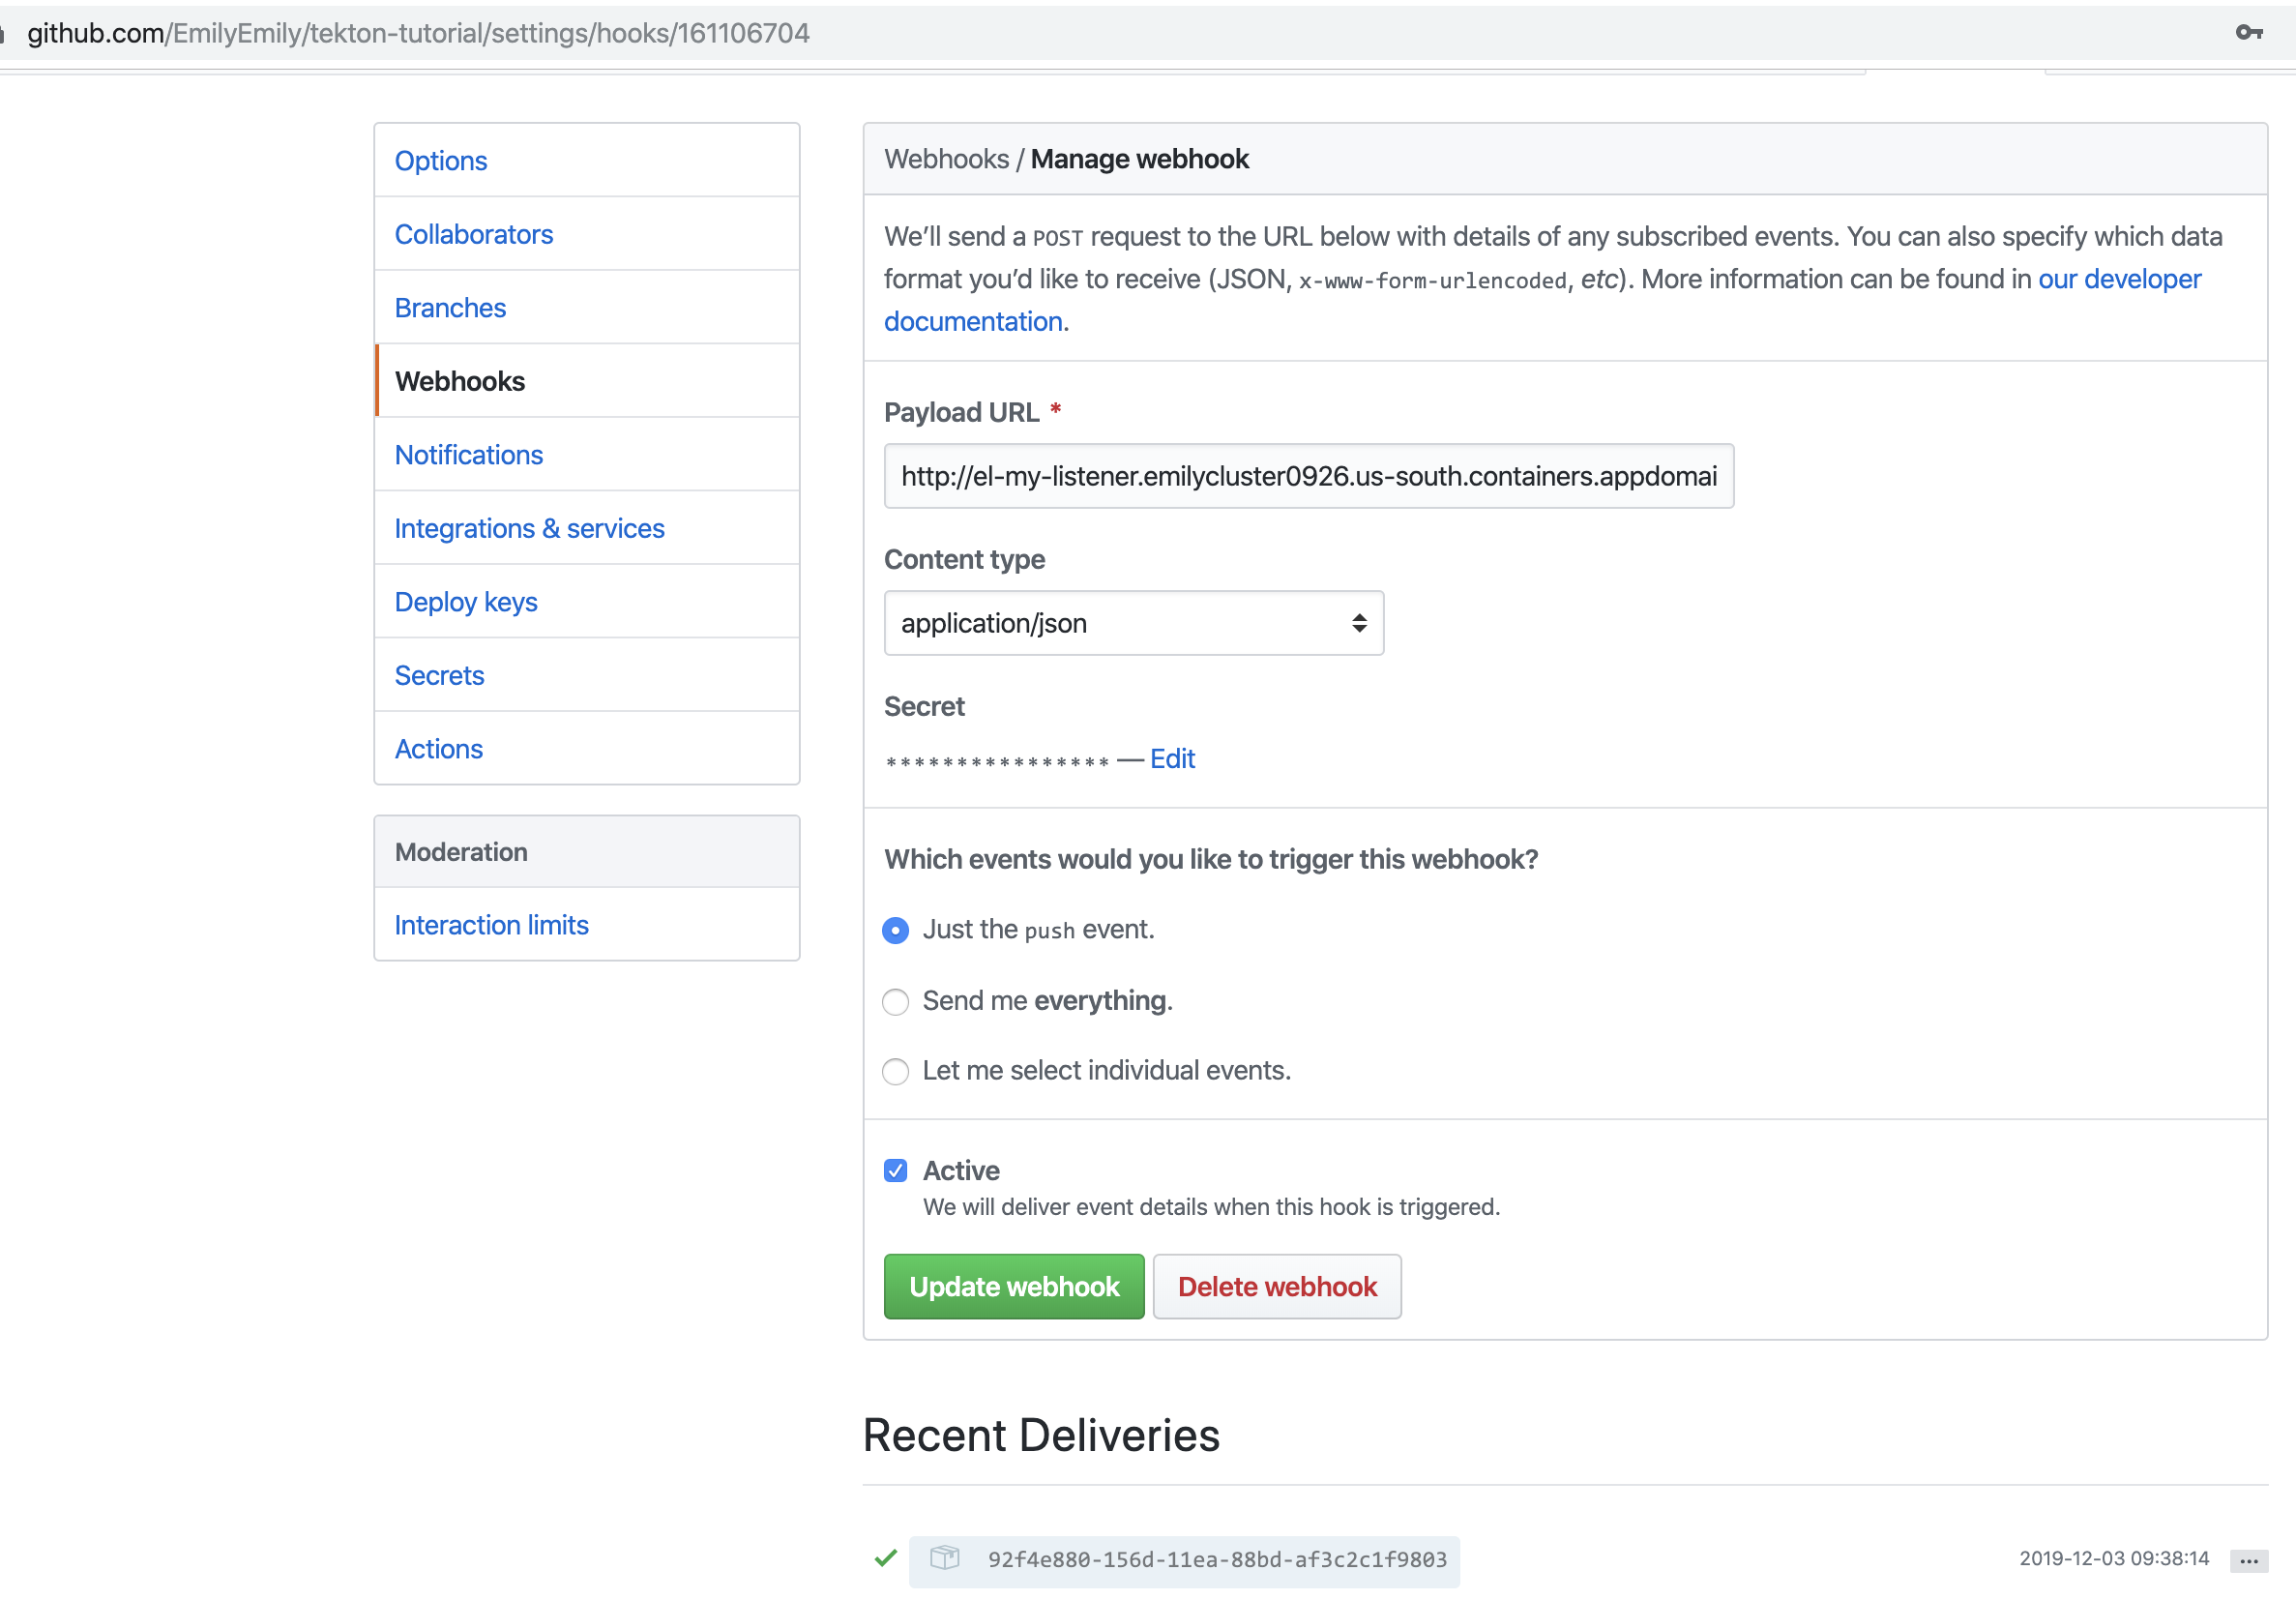 github.com/EmilyEmily/tekton-tutorial/settings/hooks/161106704
Options
Collaborators
Branches
Webhooks
Notifications
Integrations & services
Deploy keys
Secrets
Actions
Moderation
Interaction limits
Webhooks / Manage webhook
We’ll send a POST request to the URL below with details of any subscribed events. You can also specify which data
format you’d like to receive (JSON, x-www-form-urlencoded, etc). More information can be found in our developer
documentation.
Payload URL *
http://el-my-listener.emilycluster0926.us-south.containers.appdomai
Content type
application/json
Secret
**************** — Edit
Which events would you like to trigger this webhook?
Just the push event.
Send me everything.
Let me select individual events.
Active
We will deliver event details when this hook is triggered.
Update webhook
Delete webhook
Recent Deliveries
92f4e880-156d-11ea-88bd-af3c2c1f9803
2019-12-03 09:38:14